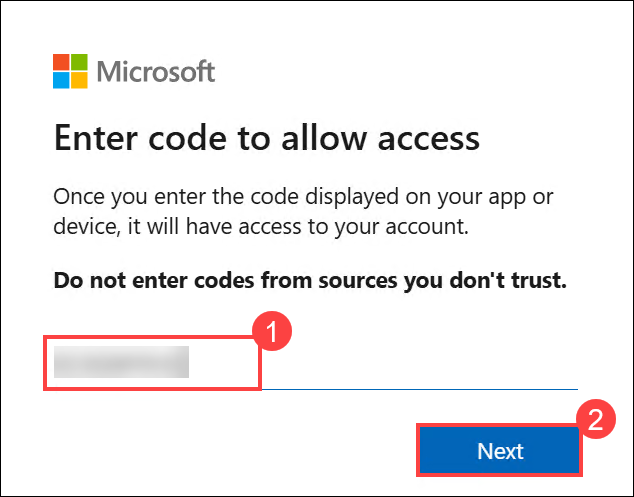 Microsoft
Enter code to allow access
Once you enter the code displayed on your app or
device, it will have access to your account.
Do not enter codes from sources you don't trust.
1
2
Next